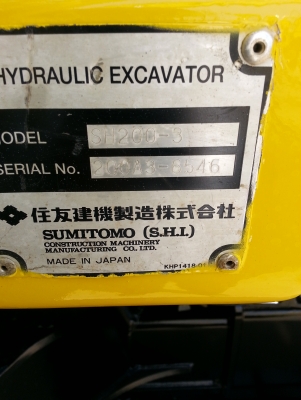 HYDRAULIC EXCAVATOR
MODEL
SERIAL No.
住友建機製造株式会社
SUMITOMO (S.H.I.)
CONSTRUCTION MACHINERY
MANUFACTURING CO., LTD.
MADE IN JAPAN